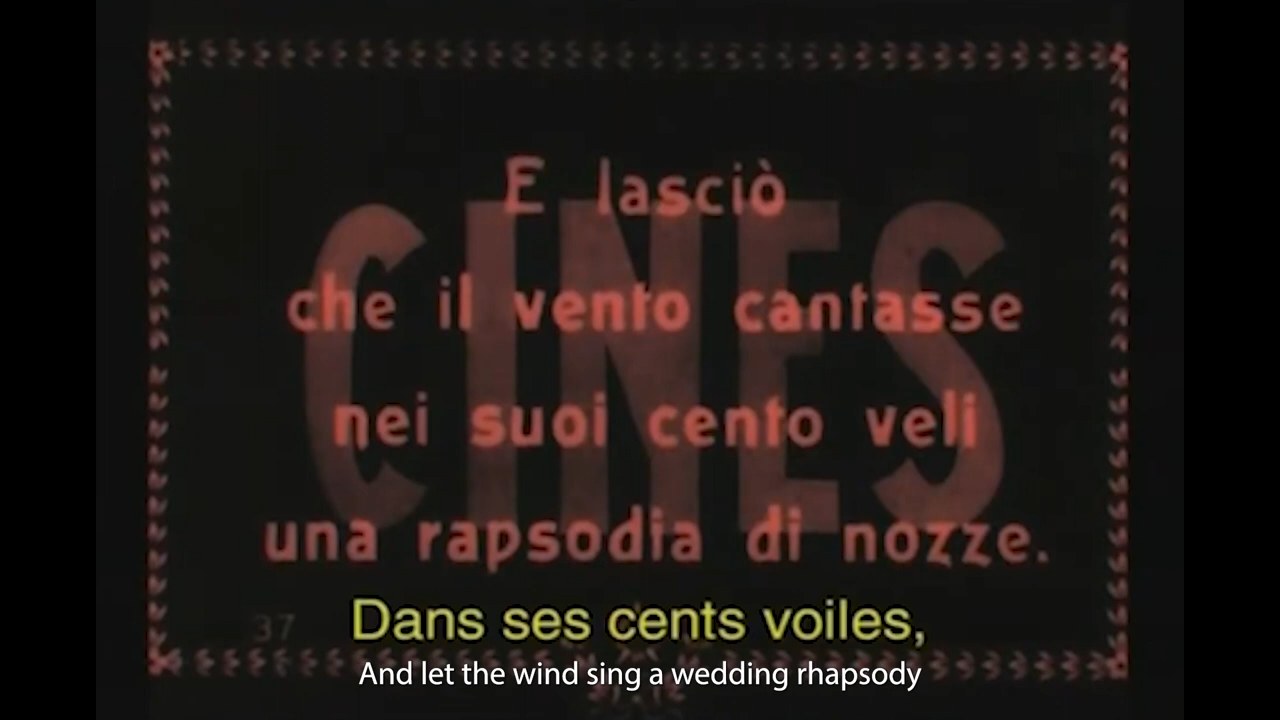 E lasciò
che il vento cantasse
nei suoi cento veli
una rapsodia di nozze.
CINES
37
Dans ses cents voiles,
And let the wind sing a wedding rhapsody